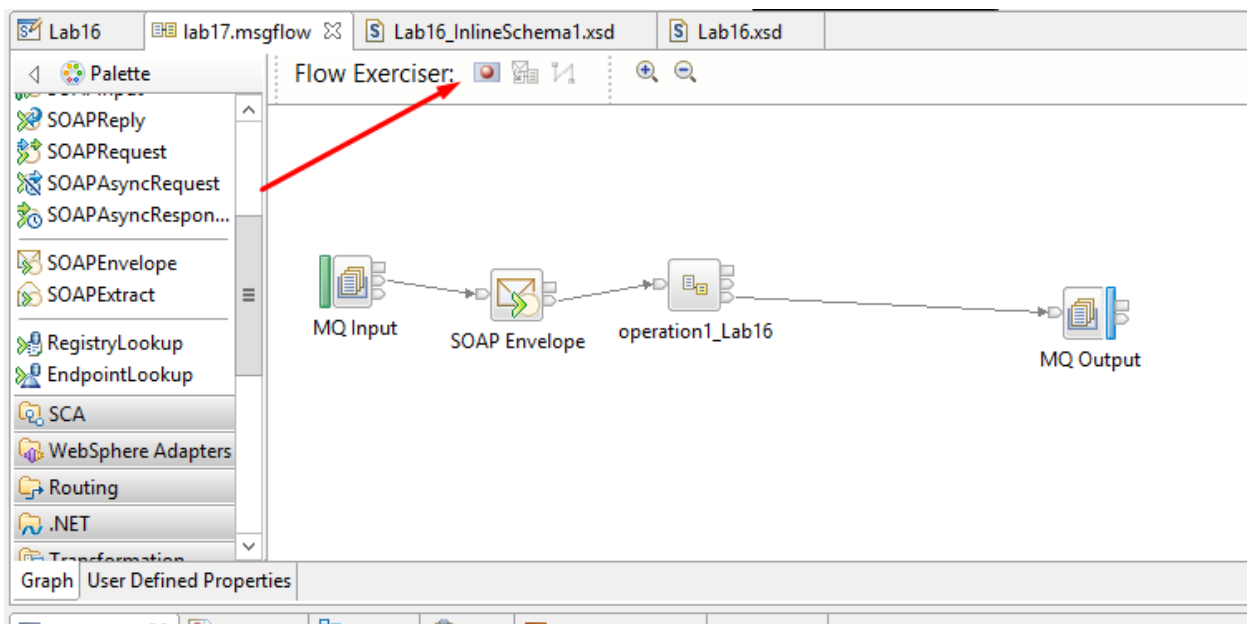 Lab16
lab17.msgflow
Lab16_InlineSchema1.xsd
Lab16.xsd
Palette
Flow Exerciser:
SOAPReply
SOAPRequest
SOAPAsyncRequest
SOAPAsyncRespon...
SOAPEnvelope
SOAPExtract
RegistryLookup
EndpointLookup
SCA
WebSphere Adapters
Routing
.NET
Transformation
MQ Input
SOAP Envelope
operation1_Lab16
MQ Output
Graph
User Defined Properties